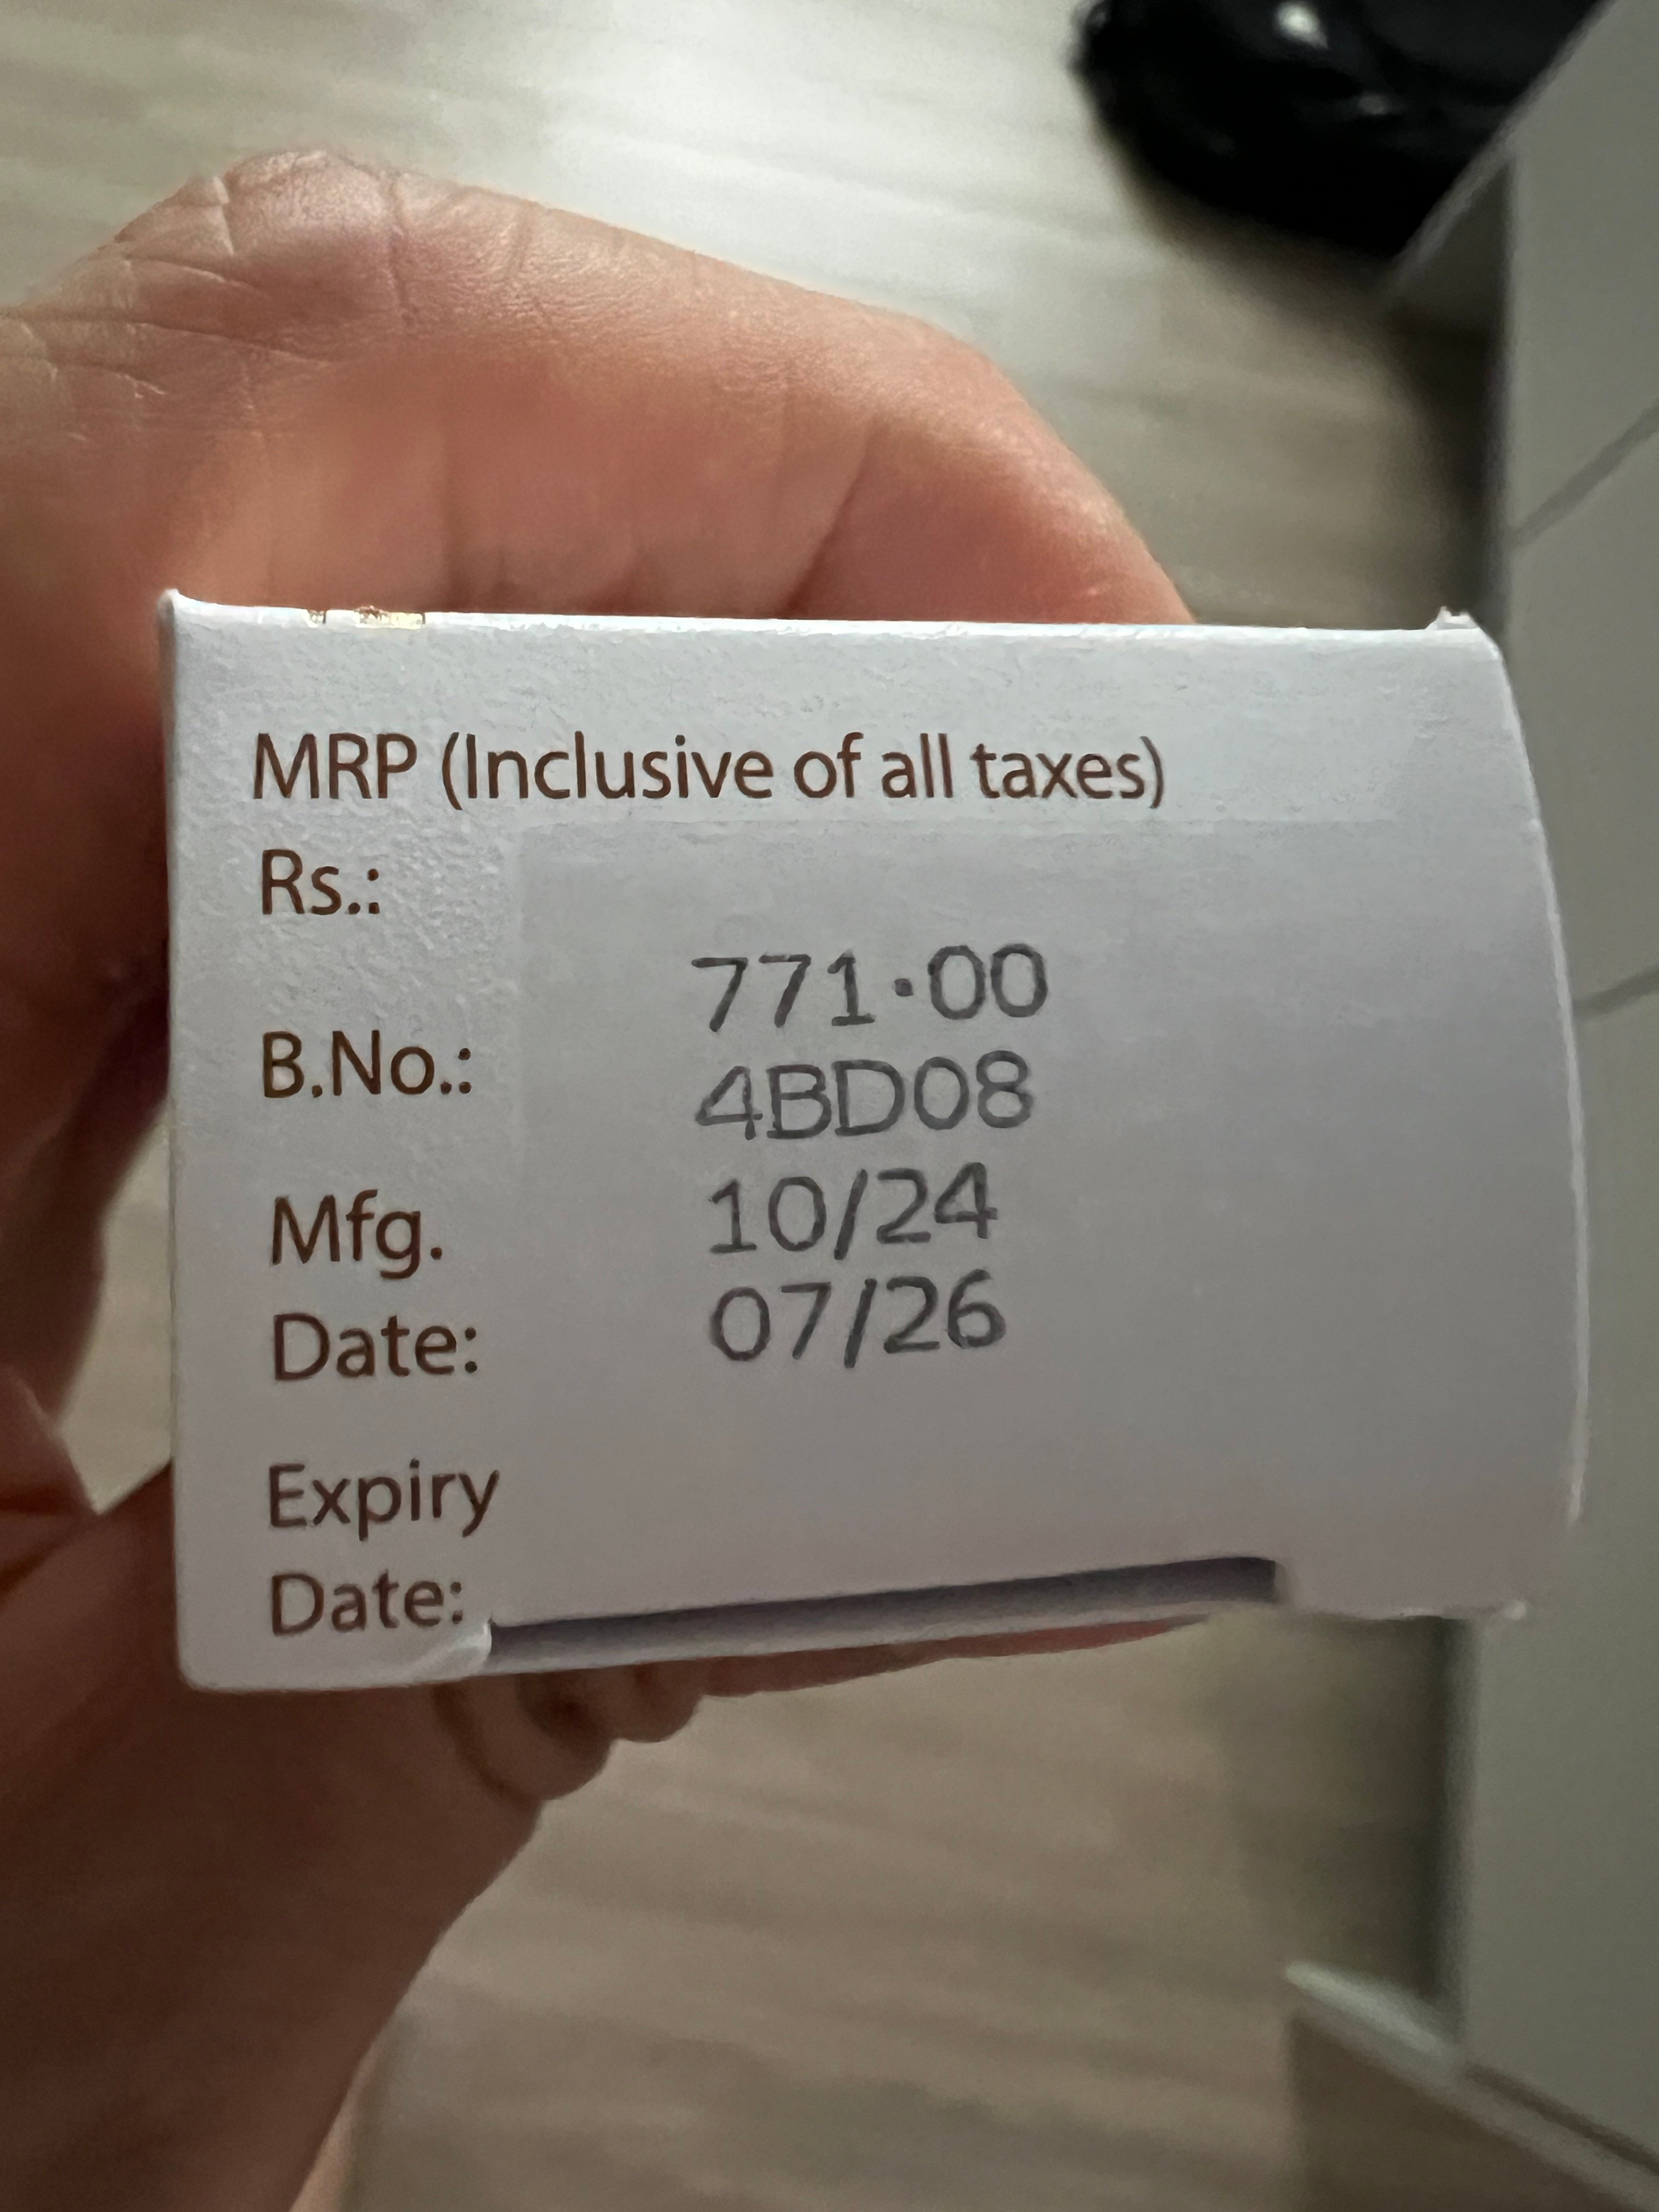 MRP (Inclusive of all taxes)
Rs.:
771.00
B.No.:
4BD08
Mfg.
10/24
Date:
07/26
Expiry
Date: